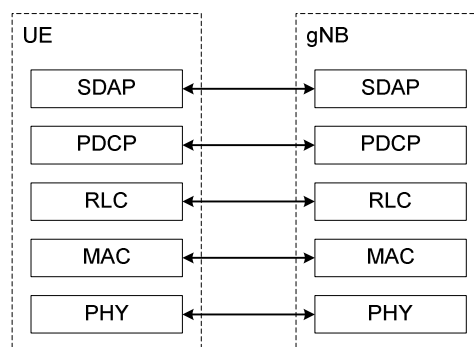 UE gNB
SDAP SDAP
PDCP PDCP
RLC RLC
MAC MAC
PHY PHY